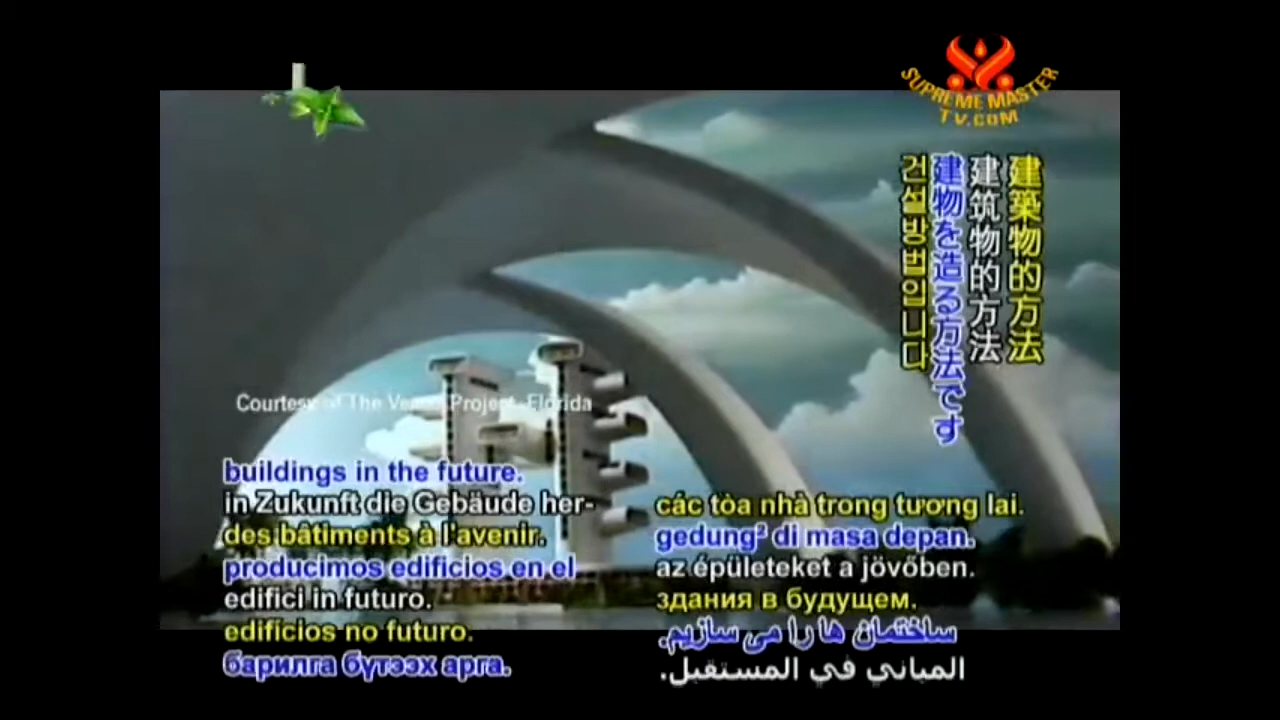 SUPREME MASTER
TV.COM
建築物的方法
建筑物的方法
建物を造る方法です
건설방법입니다
Courtesy of The Venus Project, Florida
buildings in the future.
in Zukunft die Gebäude her-
des bâtiments à l'avenir.
producimos edificios en el
edifici in futuro.
edifícios no futuro.
барилга бүтээх арга.
các tòa nhà trong tương lai.
gedung² di masa depan.
az épületeket a jövőben.
здания в будущем.
ساختمان ها را می سازیم.
المباني في المستقبل.